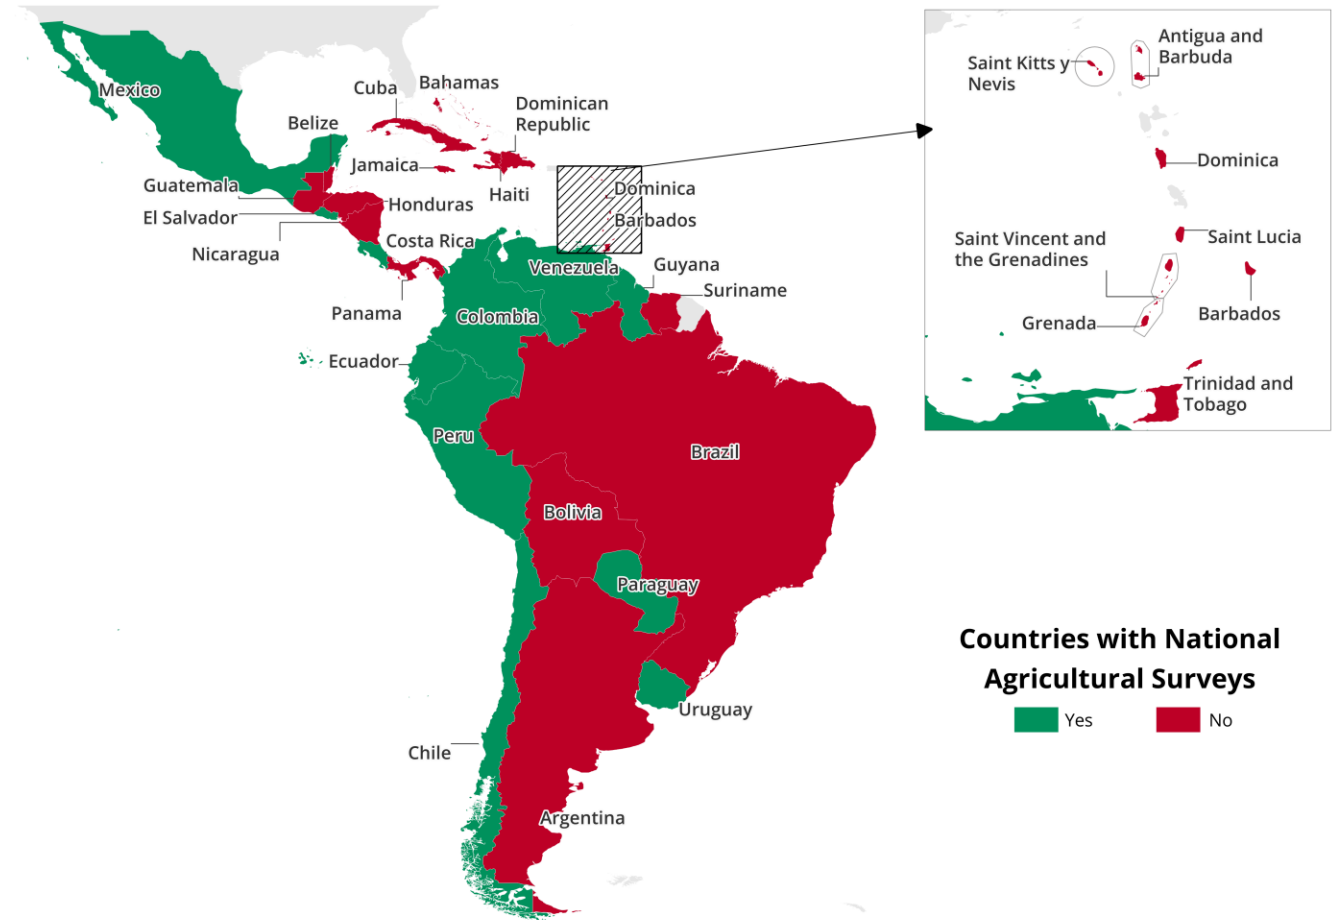 Mexico
Cuba
Bahamas
Dominican
Republic
Belize
Jamaica
Haiti
Guatemala
El Salvador
Honduras
Nicaragua
Costa Rica
Panama
Dominica
Barbados
Venezuela
Guyana
Suriname
Colombia
Ecuador
Peru
Brazil
Bolivia
Paraguay
Uruguay
Chile
Argentina
Saint Kitts y
Nevis
Antigua and
Barbuda
Dominica
Saint Lucia
Saint Vincent and
the Grenadines
Barbados
Grenada
Trinidad and
Tobago
Countries with National
Agricultural Surveys
Yes
No